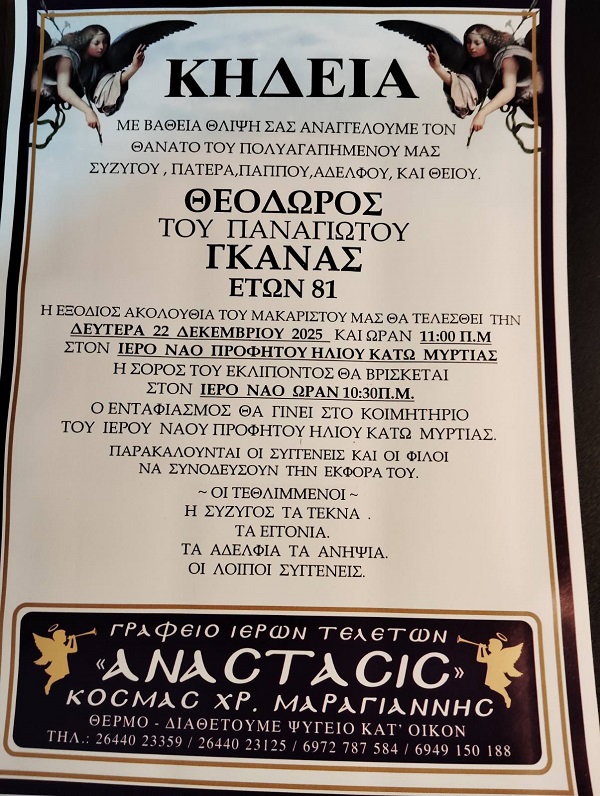 ΚΗΔΕΙΑ
ΜΕ ΒΑΘΕΙΑ ΘΛΙΨΗ ΣΑΣ ΑΝΑΓΓΕΛΟΥΜΕ ΤΟΝ
ΘΑΝΑΤΟ ΤΟΥ ΠΟΛΥΑΓΑΠΗΜΕΝΟΥ ΜΑΣ
ΣΥΖΥΓΟΥ , ΠΑΤΕΡΑ,ΠΑΠΠΟΥ,ΑΔΕΛΦΟΥ, ΚΑΙ ΘΕΙΟΥ.
ΘΕΟΔΩΡΟΣ
ΤΟΥ ΠΑΝΑΓΙΩΤΟΥ
ΓΚΑΝΑΣ
ΕΤΩΝ 81
Η ΕΞΟΔΙΟΣ ΑΚΟΛΟΥΘΙΑ ΤΟΥ ΜΑΚΑΡΙΣΤΟΥ ΜΑΣ ΘΑ ΤΕΛΕΣΘΕΙ ΤΗΝ
ΔΕΥΤΕΡΑ 22 ΔΕΚΕΜΒΡΙΟΥ 2025 ΚΑΙ ΩΡΑΝ 11:00 Π.Μ
ΣΤΟΝ ΙΕΡΟ ΝΑΟ ΠΡΟΦΗΤΟΥ ΗΛΙΟΥ ΚΑΤΩ ΜΥΡΤΙΑΣ
Η ΣΟΡΟΣ ΤΟΥ ΕΚΛΙΠΟΝΤΟΣ ΘΑ ΒΡΙΣΚΕΤΑΙ
ΣΤΟΝ ΙΕΡΟ ΝΑΟ ΩΡΑΝ 10:30Π.Μ.
Ο ΕΝΤΑΦΙΑΣΜΟΣ ΘΑ ΓΙΝΕΙ ΣΤΟ ΚΟΙΜΗΤΗΡΙΟ
ΤΟΥ ΙΕΡΟΥ ΝΑΟΥ ΠΡΟΦΗΤΟΥ ΗΛΙΟΥ ΚΑΤΩ ΜΥΡΤΙΑΣ.
ΠΑΡΑΚΑΛΟΥΝΤΑΙ ΟΙ ΣΥΓΓΕΝΕΙΣ ΚΑΙ ΟΙ ΦΙΛΟΙ
ΝΑ ΣΥΝΟΔΕΥΣΟΥΝ ΤΗΝ ΕΚΦΟΡΑ ΤΟΥ.
~ ΟΙ ΤΕΘΛΙΜΜΕΝΟΙ ~
Η ΣΥΖΥΓΟΣ ΤΑ ΤΕΚΝΑ .
ΤΑ ΕΓΓΟΝΙΑ.
ΤΑ ΑΔΕΛΦΙΑ ΤΑ ΑΝΗΨΙΑ.
ΟΙ ΛΟΙΠΟΙ ΣΥΓΓΕΝΕΙΣ.
ΓΡΑΦΕΙΟ ΙΕΡΩΝ ΤΕΛΕΤΩΝ
«ΑΝΑCΤΑCΙC»
ΚΟCΜΑC ΧΡ. ΜΑΡΑΓΙΑΝΝΗC
ΘΕΡΜΟ - ΔΙΑΘΕΤΟΥΜΕ ΨΥΓΕΙΟ ΚΑΤ' ΟΙΚΟΝ
ΤΗΛ.: 26440 23359 / 26440 23125 / 6972 787 584 / 6949 150 188